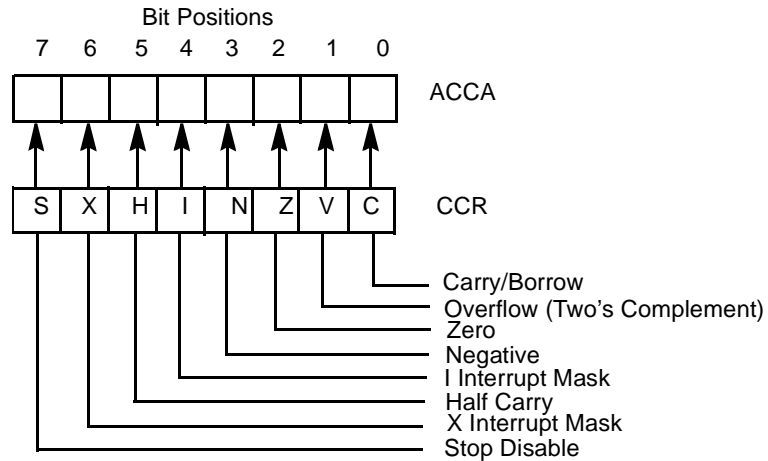 Bit Positions
7 6 5 4 3 2 1 0
ACCA
S X H I N Z V C CCR
Carry/Borrow
Overflow (Two's Complement)
Zero
Negative
I Interrupt Mask
Half Carry
X Interrupt Mask
Stop Disable